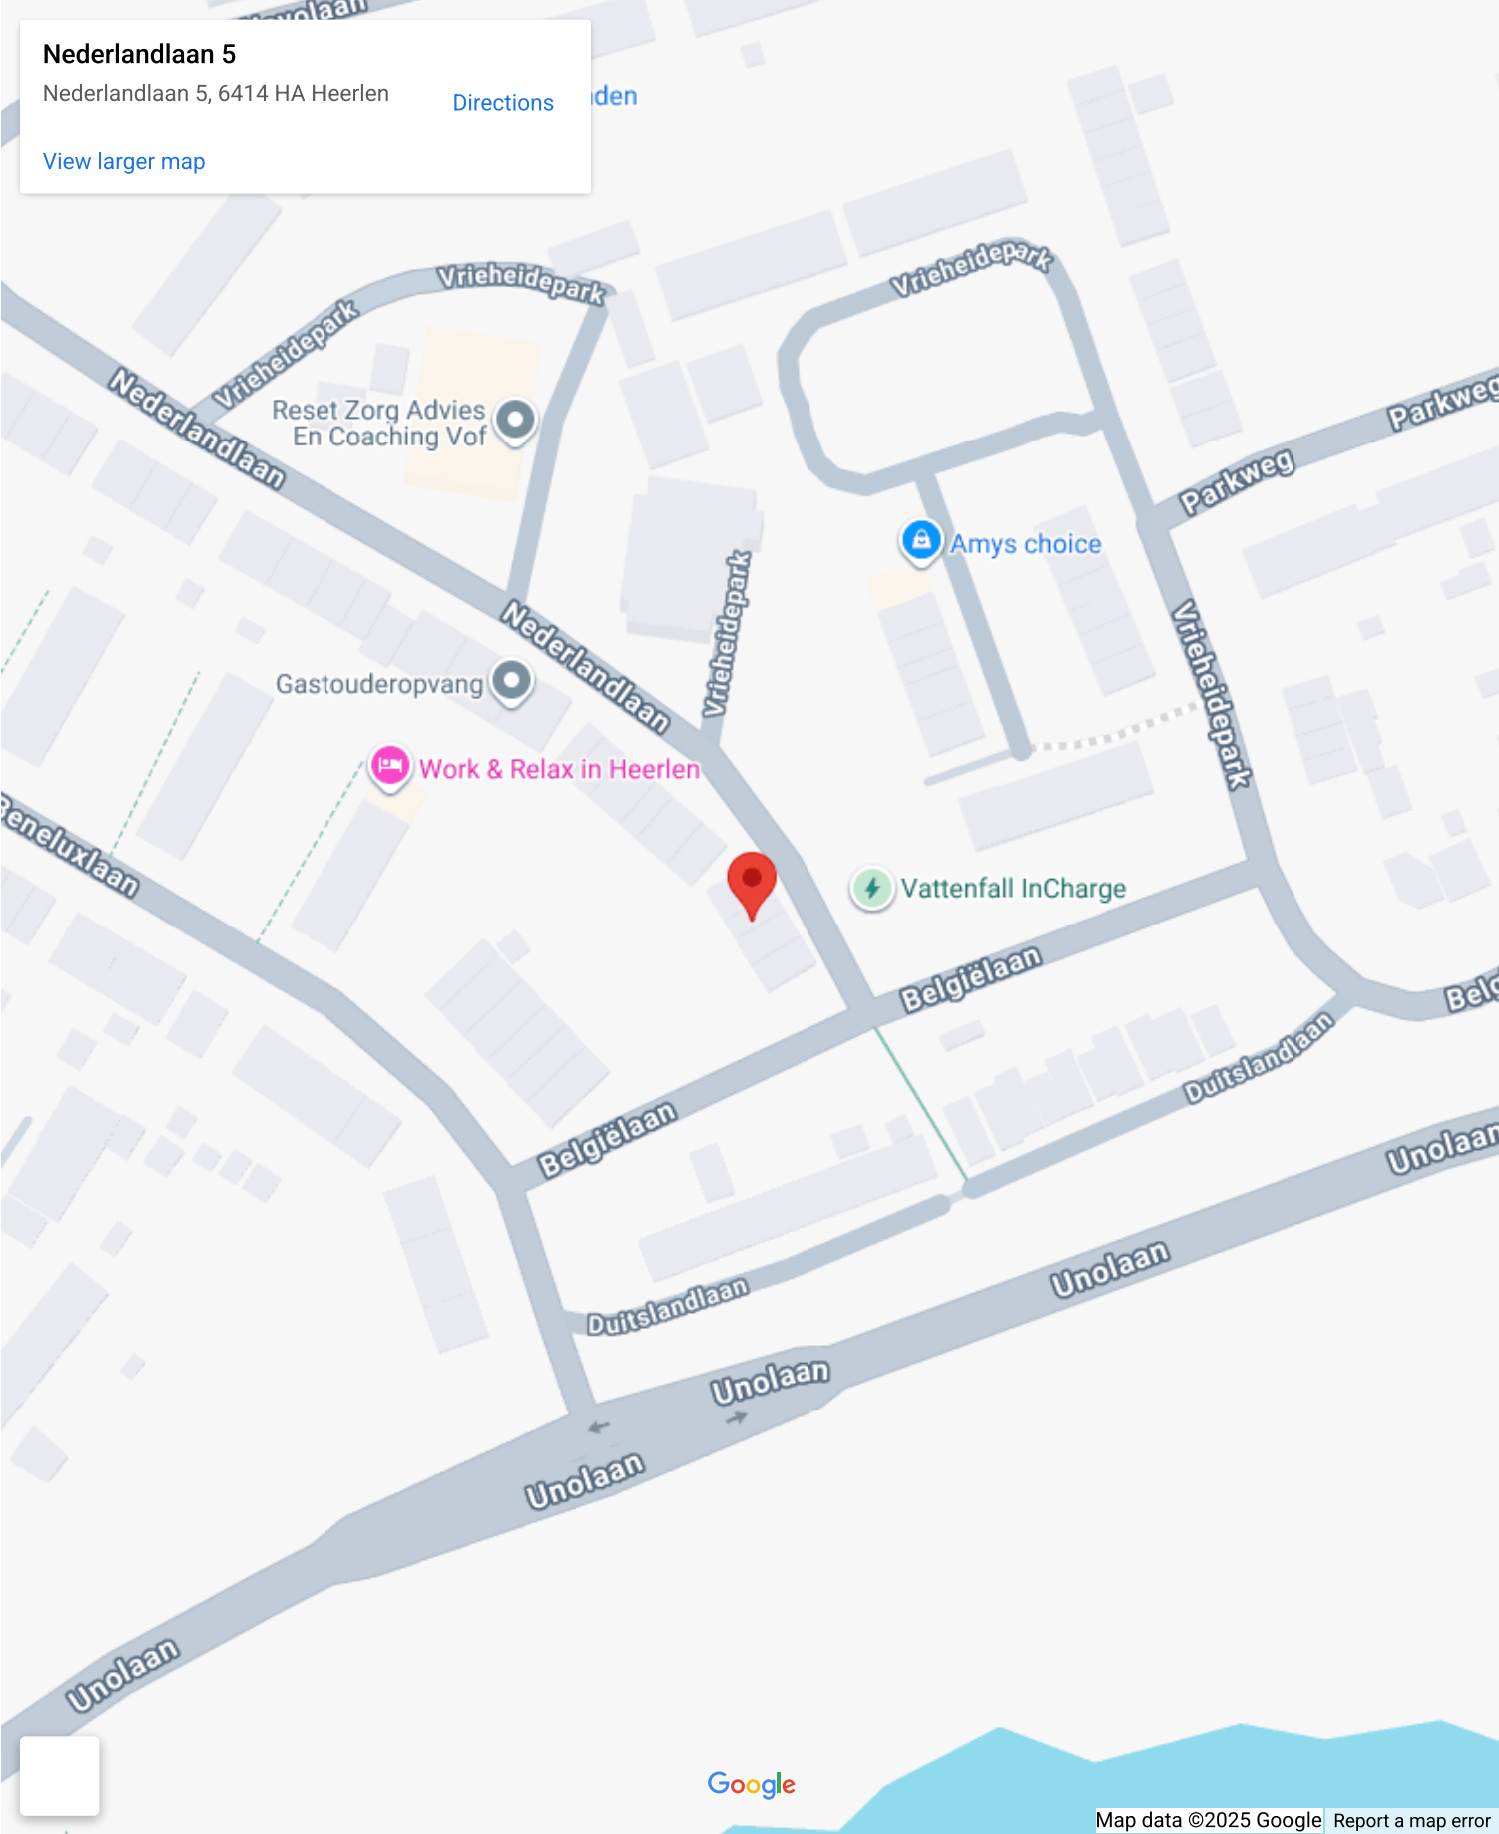 Nederlandlaan 5
Nederlandlaan 5, 6414 HA Heerlen
Directions
View larger map
Vrieheidepark
Vrieheidepark
Vrieheidepark
Nederlandlaan
Reset Zorg Advies
En Coaching Vof
Parkweg
Parkweg
Amys choice
Vrieheidepark
Nederlandlaan
Vrieheidepark
Gastouderopvang
Work & Relax in Heerlen
Beneluxlaan
Vattenfall InCharge
Belgiëlaan
Duitslandlaan
Belgiëlaan
Unolaan
Unolaan
Duitslandlaan
Unolaan
Unolaan
Unolaan
Google
Map data ©2025 Google
Report a map error